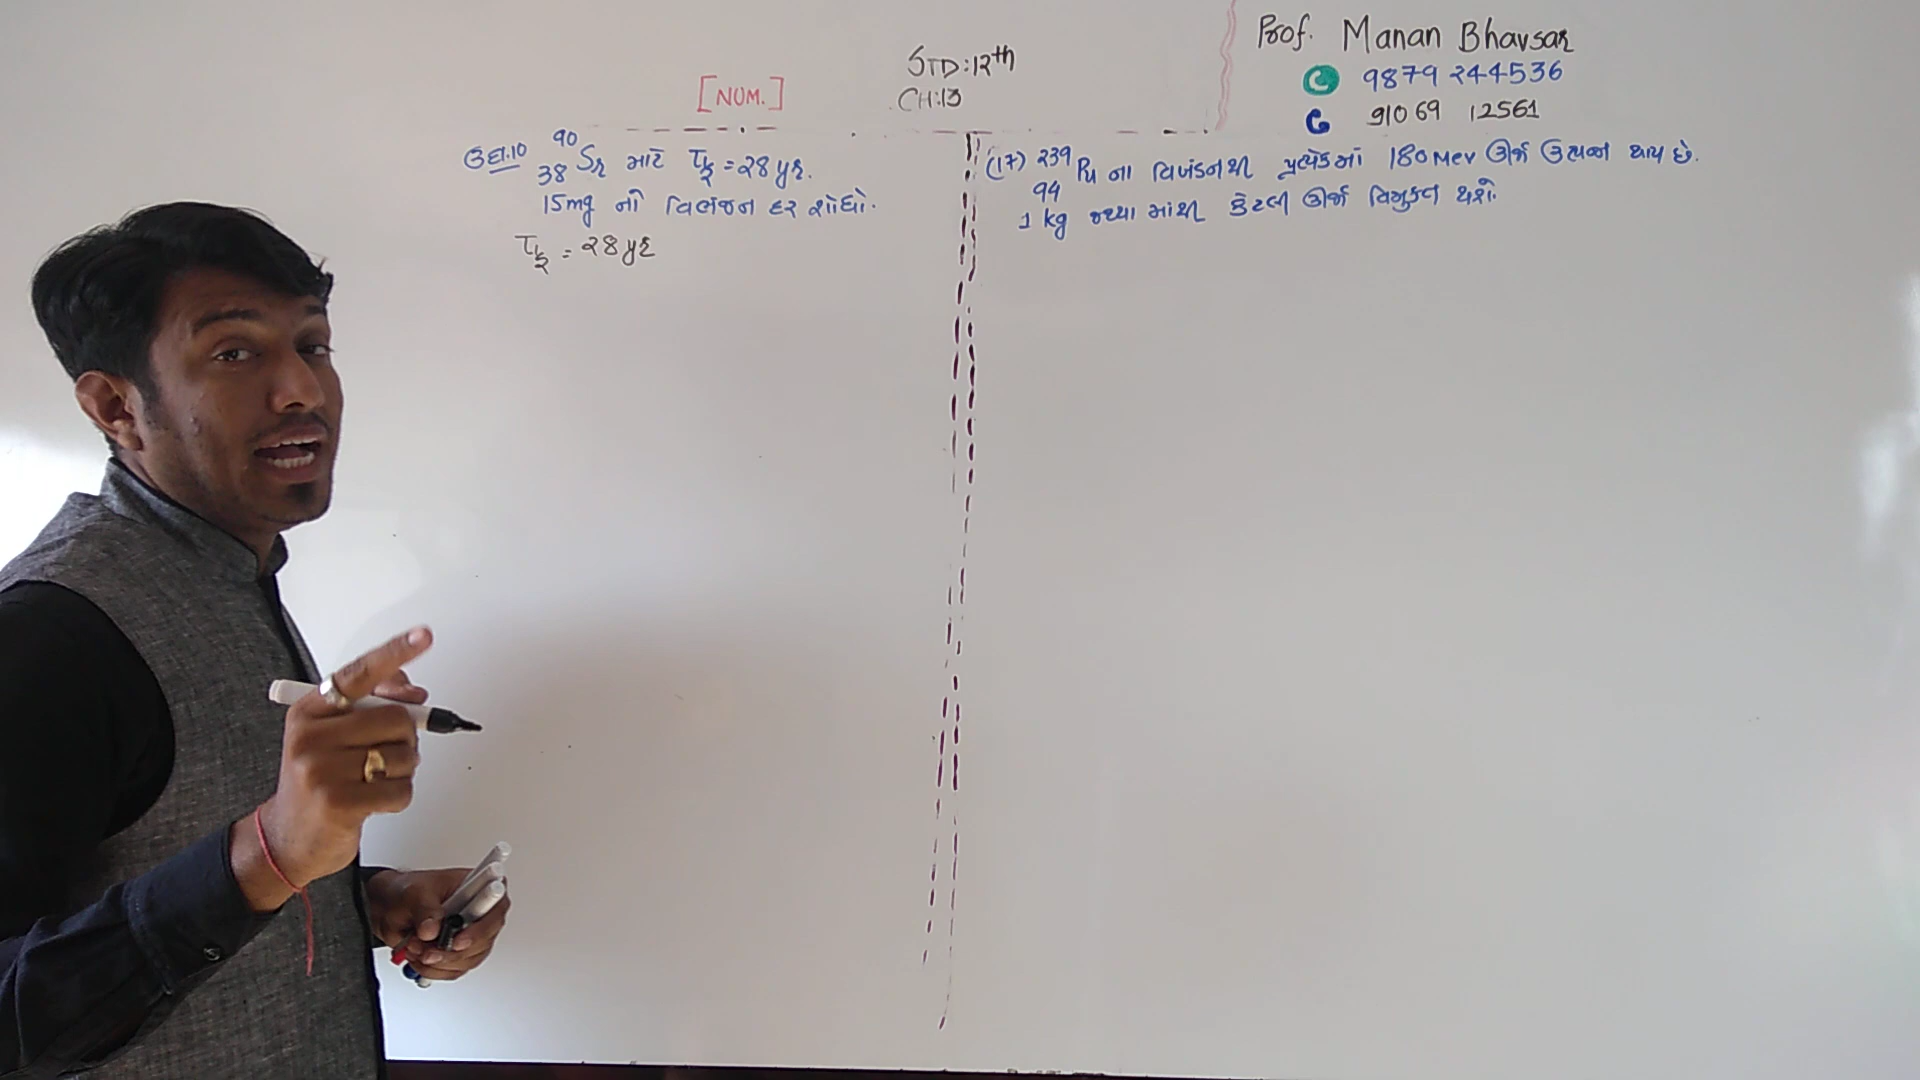 [NUM.]
STD:12th
CH:13
Prof. Manan Bhavsar
9879 244536
91069 12561
ઉદા.10 90 38 Sr માટે T½ = 28 yr.
15mg નો વિભંજન દર શોધો.
T½ = 28 yr
(17) 239 94 Pu ના વિખંડનથી પ્રત્યેકમાં 180 Mev ઊર્જા ઉત્પન્ન થાય છે.
1 kg જથ્થા માંથી કેટલી ઊર્જા વિમુક્ત થશે.